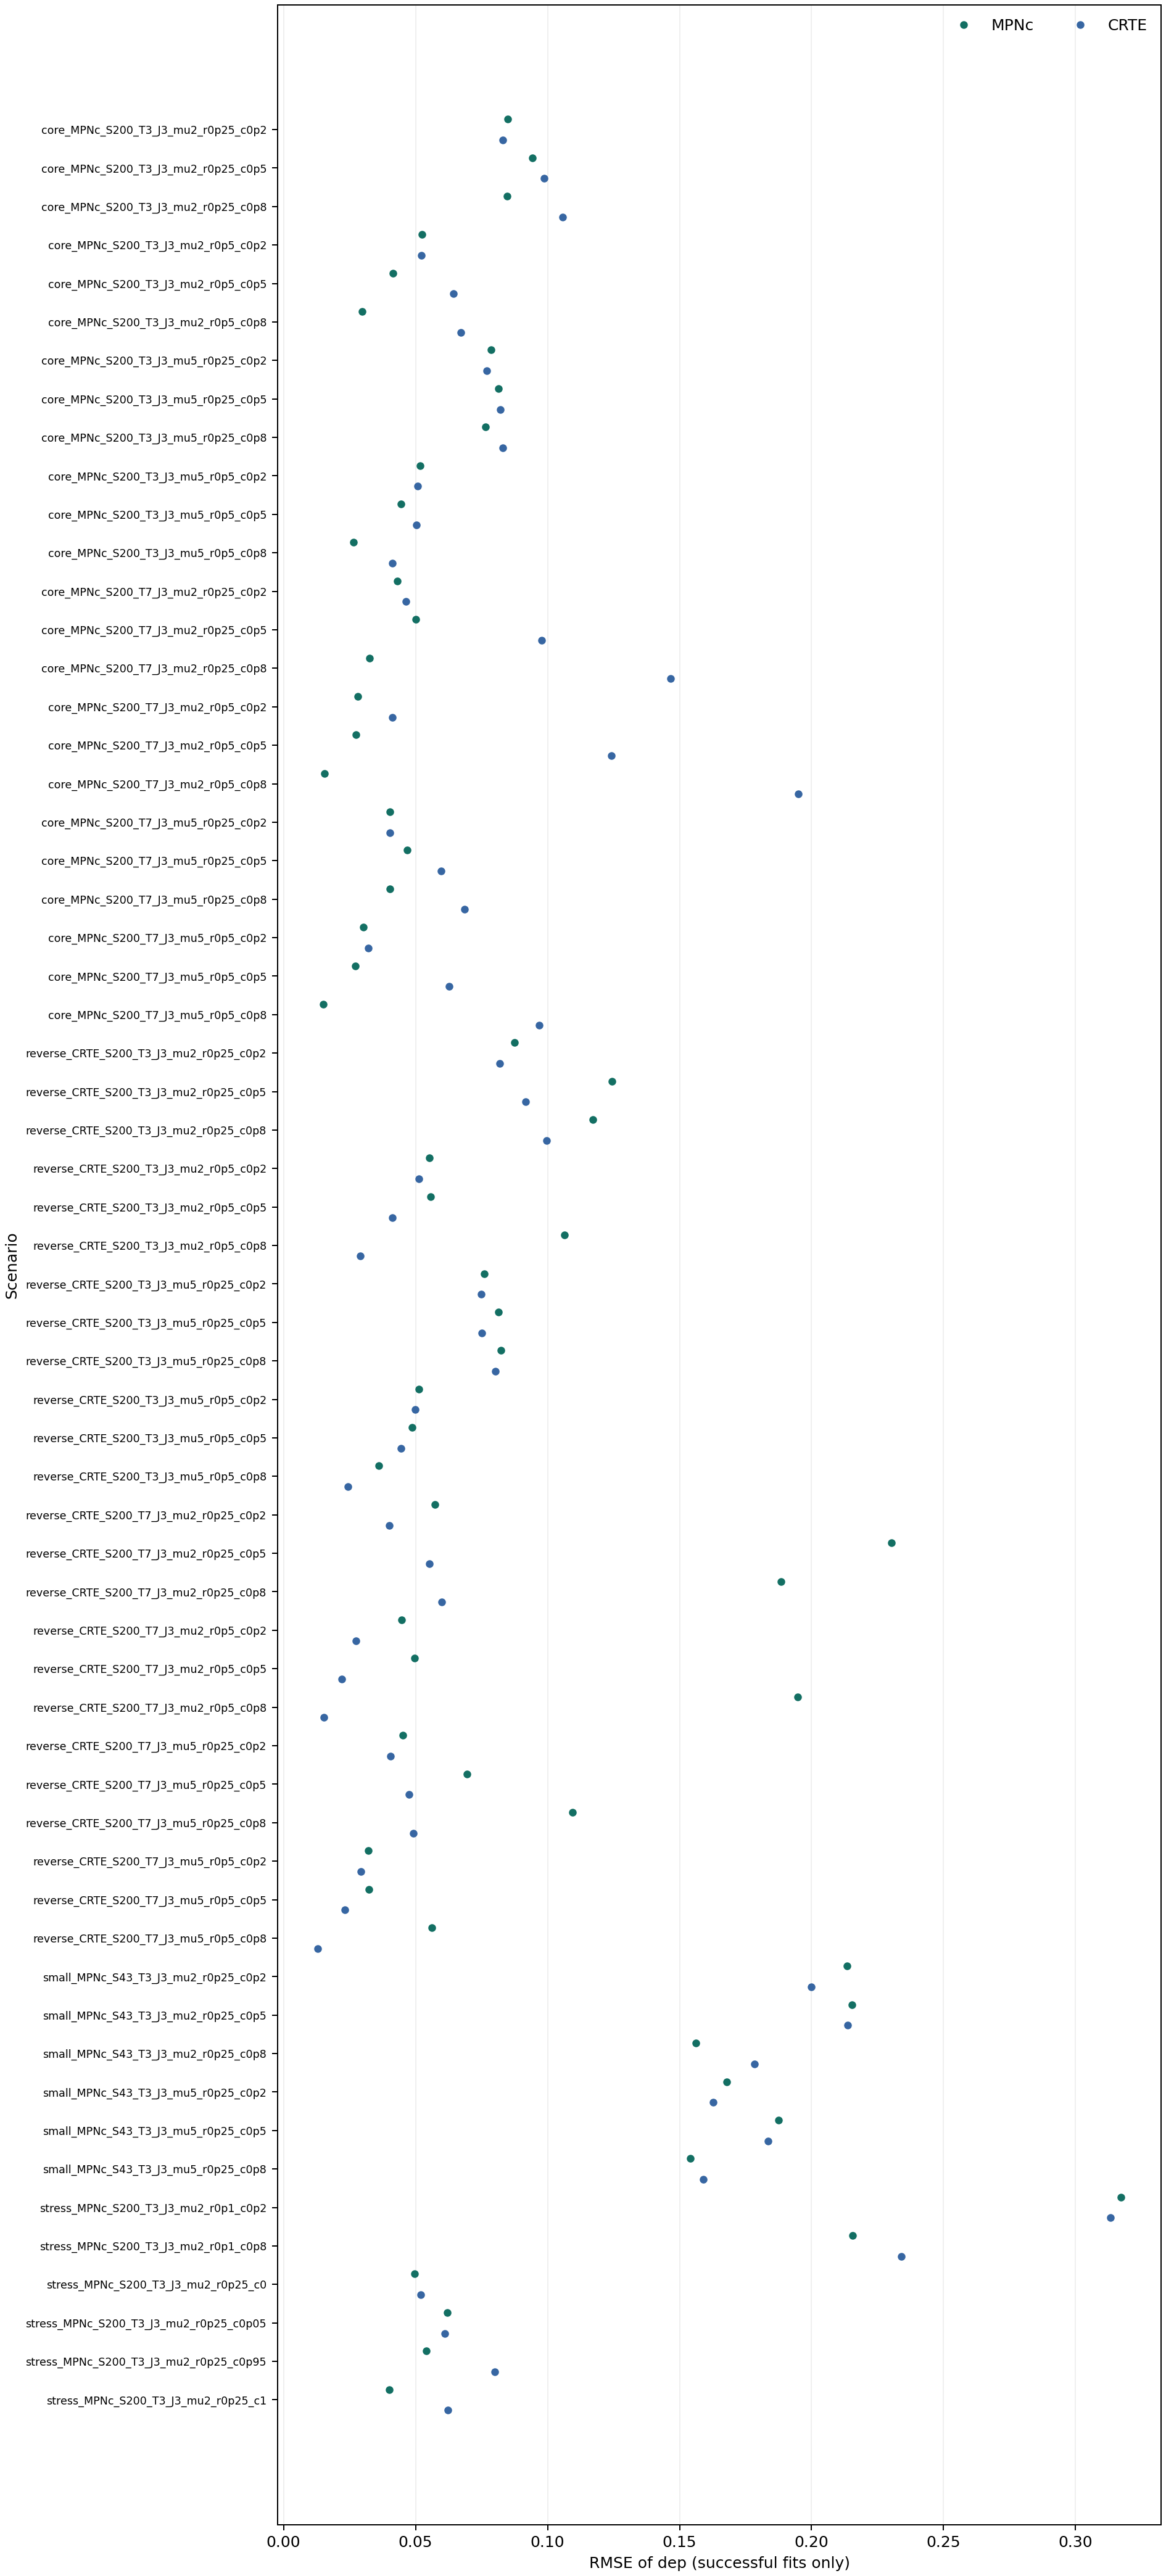 MPNc
CRTE
core_MPNc_S200_T3_J3_mu2_r0p25_c0p2
core_MPNc_S200_T3_J3_mu2_r0p25_c0p5
core_MPNc_S200_T3_J3_mu2_r0p25_c0p8
core_MPNc_S200_T3_J3_mu2_r0p5_c0p2
core_MPNc_S200_T3_J3_mu2_r0p5_c0p5
core_MPNc_S200_T3_J3_mu2_r0p5_c0p8
core_MPNc_S200_T3_J3_mu5_r0p25_c0p2
core_MPNc_S200_T3_J3_mu5_r0p25_c0p5
core_MPNc_S200_T3_J3_mu5_r0p25_c0p8
core_MPNc_S200_T3_J3_mu5_r0p5_c0p2
core_MPNc_S200_T3_J3_mu5_r0p5_c0p5
core_MPNc_S200_T3_J3_mu5_r0p5_c0p8
core_MPNc_S200_T7_J3_mu2_r0p25_c0p2
core_MPNc_S200_T7_J3_mu2_r0p25_c0p5
core_MPNc_S200_T7_J3_mu2_r0p25_c0p8
core_MPNc_S200_T7_J3_mu2_r0p5_c0p2
core_MPNc_S200_T7_J3_mu2_r0p5_c0p5
core_MPNc_S200_T7_J3_mu2_r0p5_c0p8
core_MPNc_S200_T7_J3_mu5_r0p25_c0p2
core_MPNc_S200_T7_J3_mu5_r0p25_c0p5
core_MPNc_S200_T7_J3_mu5_r0p25_c0p8
core_MPNc_S200_T7_J3_mu5_r0p5_c0p2
core_MPNc_S200_T7_J3_mu5_r0p5_c0p5
core_MPNc_S200_T7_J3_mu5_r0p5_c0p8
reverse_CRTE_S200_T3_J3_mu2_r0p25_c0p2
reverse_CRTE_S200_T3_J3_mu2_r0p25_c0p5
reverse_CRTE_S200_T3_J3_mu2_r0p25_c0p8
reverse_CRTE_S200_T3_J3_mu2_r0p5_c0p2
reverse_CRTE_S200_T3_J3_mu2_r0p5_c0p5
reverse_CRTE_S200_T3_J3_mu2_r0p5_c0p8
reverse_CRTE_S200_T3_J3_mu5_r0p25_c0p2
reverse_CRTE_S200_T3_J3_mu5_r0p25_c0p5
reverse_CRTE_S200_T3_J3_mu5_r0p25_c0p8
reverse_CRTE_S200_T3_J3_mu5_r0p5_c0p2
reverse_CRTE_S200_T3_J3_mu5_r0p5_c0p5
reverse_CRTE_S200_T3_J3_mu5_r0p5_c0p8
reverse_CRTE_S200_T7_J3_mu2_r0p25_c0p2
reverse_CRTE_S200_T7_J3_mu2_r0p25_c0p5
reverse_CRTE_S200_T7_J3_mu2_r0p25_c0p8
reverse_CRTE_S200_T7_J3_mu2_r0p5_c0p2
reverse_CRTE_S200_T7_J3_mu2_r0p5_c0p5
reverse_CRTE_S200_T7_J3_mu2_r0p5_c0p8
reverse_CRTE_S200_T7_J3_mu5_r0p25_c0p2
reverse_CRTE_S200_T7_J3_mu5_r0p25_c0p5
reverse_CRTE_S200_T7_J3_mu5_r0p25_c0p8
reverse_CRTE_S200_T7_J3_mu5_r0p5_c0p2
reverse_CRTE_S200_T7_J3_mu5_r0p5_c0p5
reverse_CRTE_S200_T7_J3_mu5_r0p5_c0p8
small_MPNc_S43_T3_J3_mu2_r0p25_c0p2
small_MPNc_S43_T3_J3_mu2_r0p25_c0p5
small_MPNc_S43_T3_J3_mu2_r0p25_c0p8
small_MPNc_S43_T3_J3_mu5_r0p25_c0p2
small_MPNc_S43_T3_J3_mu5_r0p25_c0p5
small_MPNc_S43_T3_J3_mu5_r0p25_c0p8
stress_MPNc_S200_T3_J3_mu2_r0p1_c0p2
stress_MPNc_S200_T3_J3_mu2_r0p1_c0p8
stress_MPNc_S200_T3_J3_mu2_r0p25_c0
stress_MPNc_S200_T3_J3_mu2_r0p25_c0p05
stress_MPNc_S200_T3_J3_mu2_r0p25_c0p95
stress_MPNc_S200_T3_J3_mu2_r0p25_c1
Scenario
0.00 0.05 0.10 0.15 0.20 0.25 0.30
RMSE of dep (successful fits only)